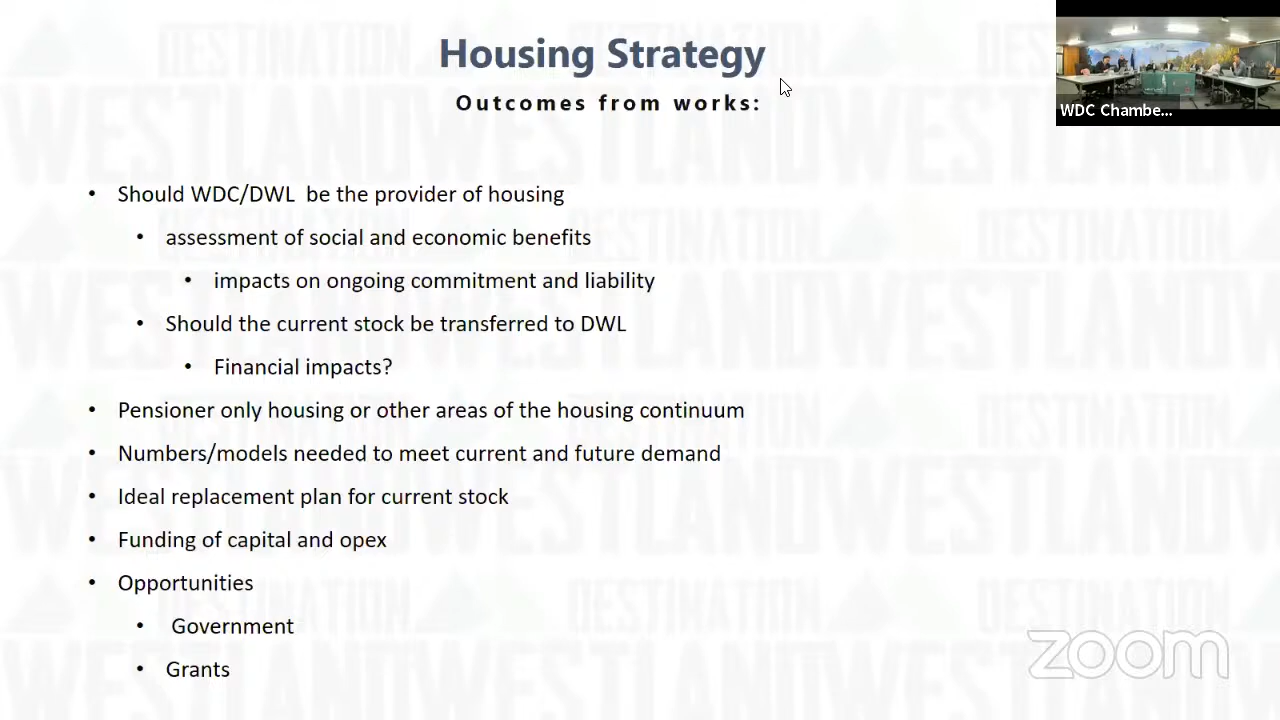 Housing Strategy
Outcomes from works:
WDC Chambe...
• Should WDC/DWL be the provider of housing
• assessment of social and economic benefits
• impacts on ongoing commitment and liability
• Should the current stock be transferred to DWL
• Financial impacts?
• Pensioner only housing or other areas of the housing continuum
• Numbers/models needed to meet current and future demand
• Ideal replacement plan for current stock
• Funding of capital and opex
• Opportunities
• Government
• Grants
zoom
DESTINATION
WESTLAND